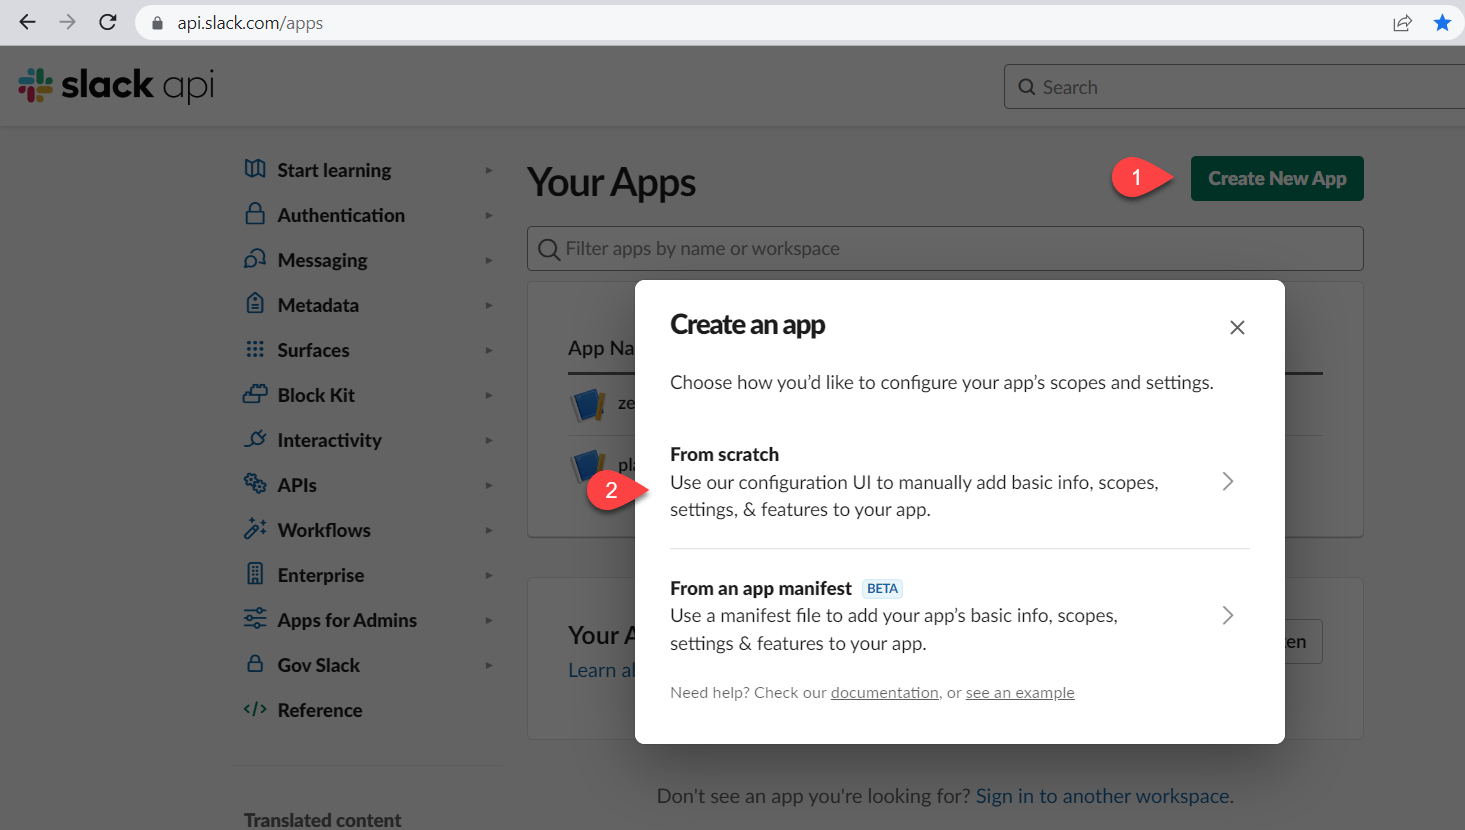 api.slack.com/apps
slack api
Search
Start learning
Authentication
Messaging
Metadata
Surfaces
Block Kit
Interactivity
APIs
Workflows
Enterprise
Apps for Admins
Gov Slack
Reference
Translated content
Your Apps
1
Create New App
Filter apps by name or workspace
App Na
ze
pla
2
Create an app
Choose how you'd like to configure your app's scopes and settings.
From scratch
Use our configuration UI to manually add basic info, scopes,
settings, & features to your app.
From an app manifest BETA
Use a manifest file to add your app's basic info, scopes,
settings & features to your app.
Need help? Check our documentation, or see an example
Your A
Learn al
en
Don't see an app you're looking for? Sign in to another workspace.